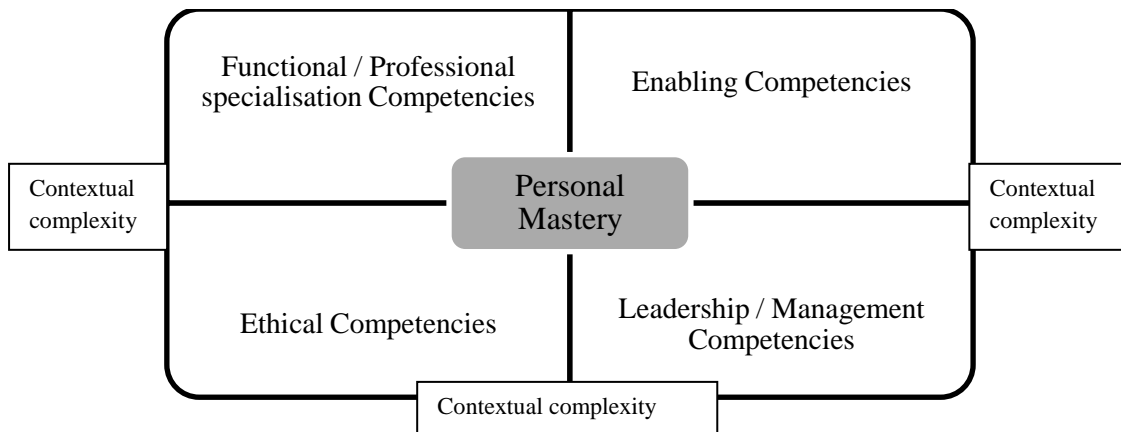 Functional / Professional
specialisation Competencies
Enabling Competencies
Contextual
complexity
Personal
Mastery
Contextual
complexity
Ethical Competencies
Leadership / Management
Competencies
Contextual complexity